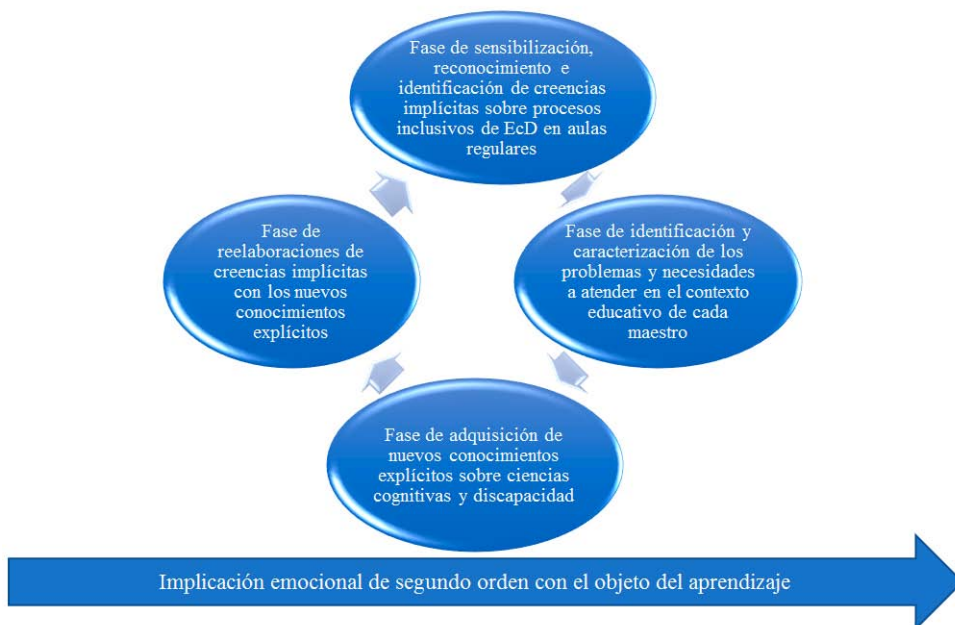 Fase de sensibilización,
reconocimiento e
identificación de creencias
implícitas sobre procesos
inclusivos de EcD en aulas
regulares
Fase de
reelaboraciones de
creencias implícitas
con los nuevos
conocimientos
explícitos
Fase de identificación y
caracterización de los
problemas y necesidades
a atender en el contexto
educativo de cada
maestro
Fase de adquisición de
nuevos conocimientos
explícitos sobre ciencias
cognitivas y discapacidad
Implicación emocional de segundo orden con el objeto del aprendizaje